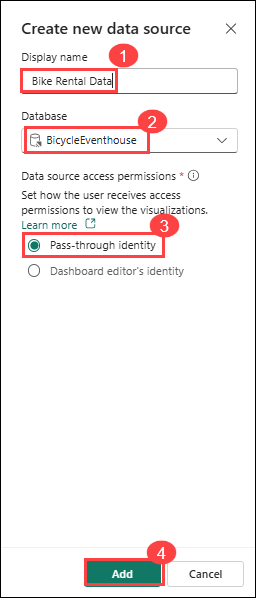 Create new data source
Display name
1
Bike Rental Data
Database
2
BicycleEventhouse
Data source access permissions *
Set how the user receives access
permissions to view the visualizations.
Learn more
3
Pass-through identity
Dashboard editor's identity
4
Add
Cancel